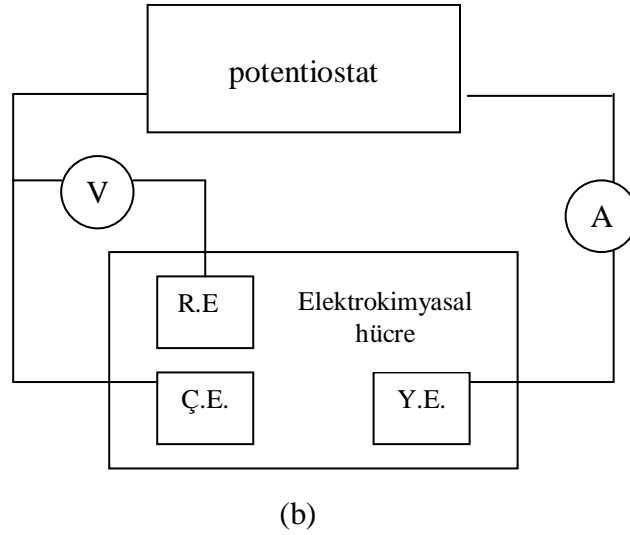 potentiostat
V
A
R.E
Elektrokimyasal
hücre
Ç.E.
Y.E.
(b)